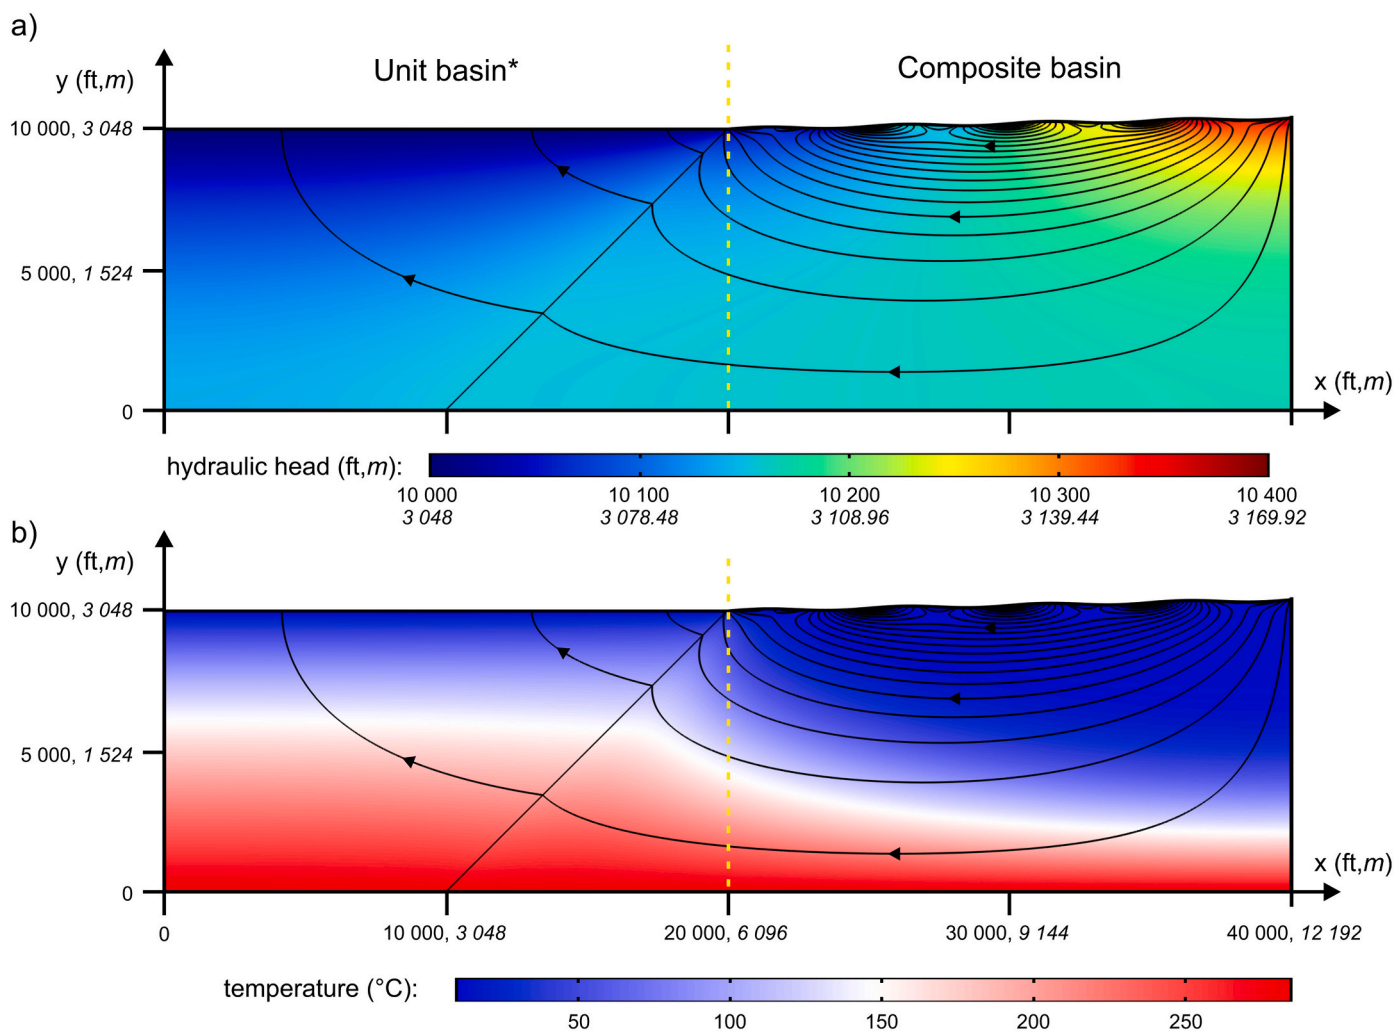 a)
Unit basin*
Composite basin
y (ft,m)
10 000, 3 048
5 000, 1 524
0
x (ft,m)
hydraulic head (ft,m):
10 000
10 100
10 200
10 300
10 400
3 048
3 078.48
3 108.96
3 139.44
3 169.92
b)
y (ft,m)
10 000, 3 048
5 000, 1 524
0
x (ft,m)
0
10 000, 3 048
20 000, 6 096
30 000, 9 144
40 000, 12 192
temperature (°C):
50
100
150
200
250